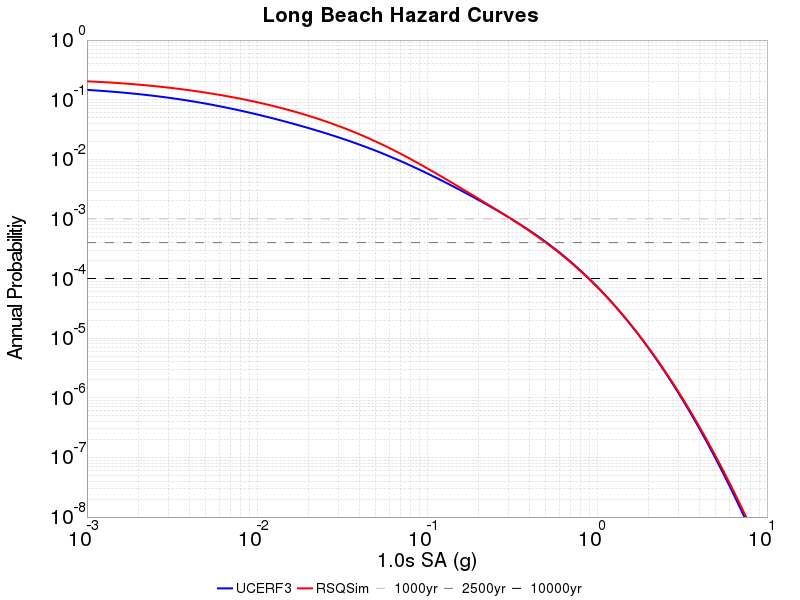 Long Beach Hazard Curves
10^0
10^-1
10^-2
10^-3
10^-4
10^-5
10^-6
10^-7
10^-8
Annual Probabilitiy
10^-3 10^-2 10^-1 10^0 10^1
1.0s SA (g)
UCERF3 RSQSim 1000yr 2500yr 10000yr